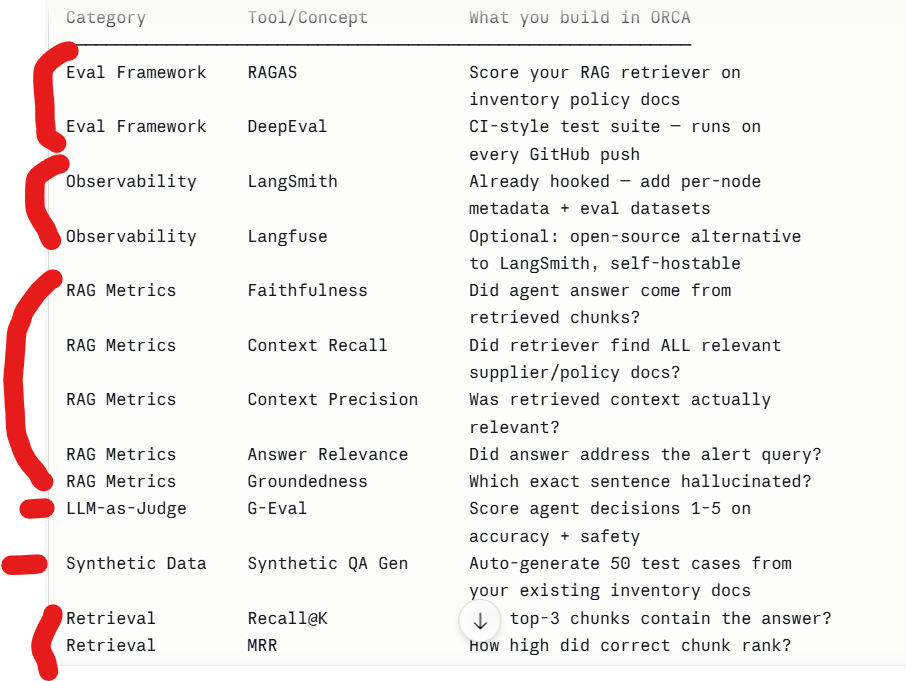 Category Tool/Concept What you build in ORCA
Eval Framework RAGAS Score your RAG retriever on
inventory policy docs
Eval Framework DeepEval CI-style test suite — runs on
every GitHub push
Observability LangSmith Already hooked — add per-node
metadata + eval datasets
Observability Langfuse Optional: open-source alternative
to LangSmith, self-hostable
RAG Metrics Faithfulness Did agent answer come from
retrieved chunks?
RAG Metrics Context Recall Did retriever find ALL relevant
supplier/policy docs?
RAG Metrics Context Precision Was retrieved context actually
relevant?
RAG Metrics Answer Relevance Did answer address the alert query?
RAG Metrics Groundedness Which exact sentence hallucinated?
LLM-as-Judge G-Eval Score agent decisions 1-5 on
accuracy + safety
Synthetic Data Synthetic QA Gen Auto-generate 50 test cases from
your existing inventory docs
Retrieval Recall@K top-3 chunks contain the answer?
Retrieval MRR How high did correct chunk rank?